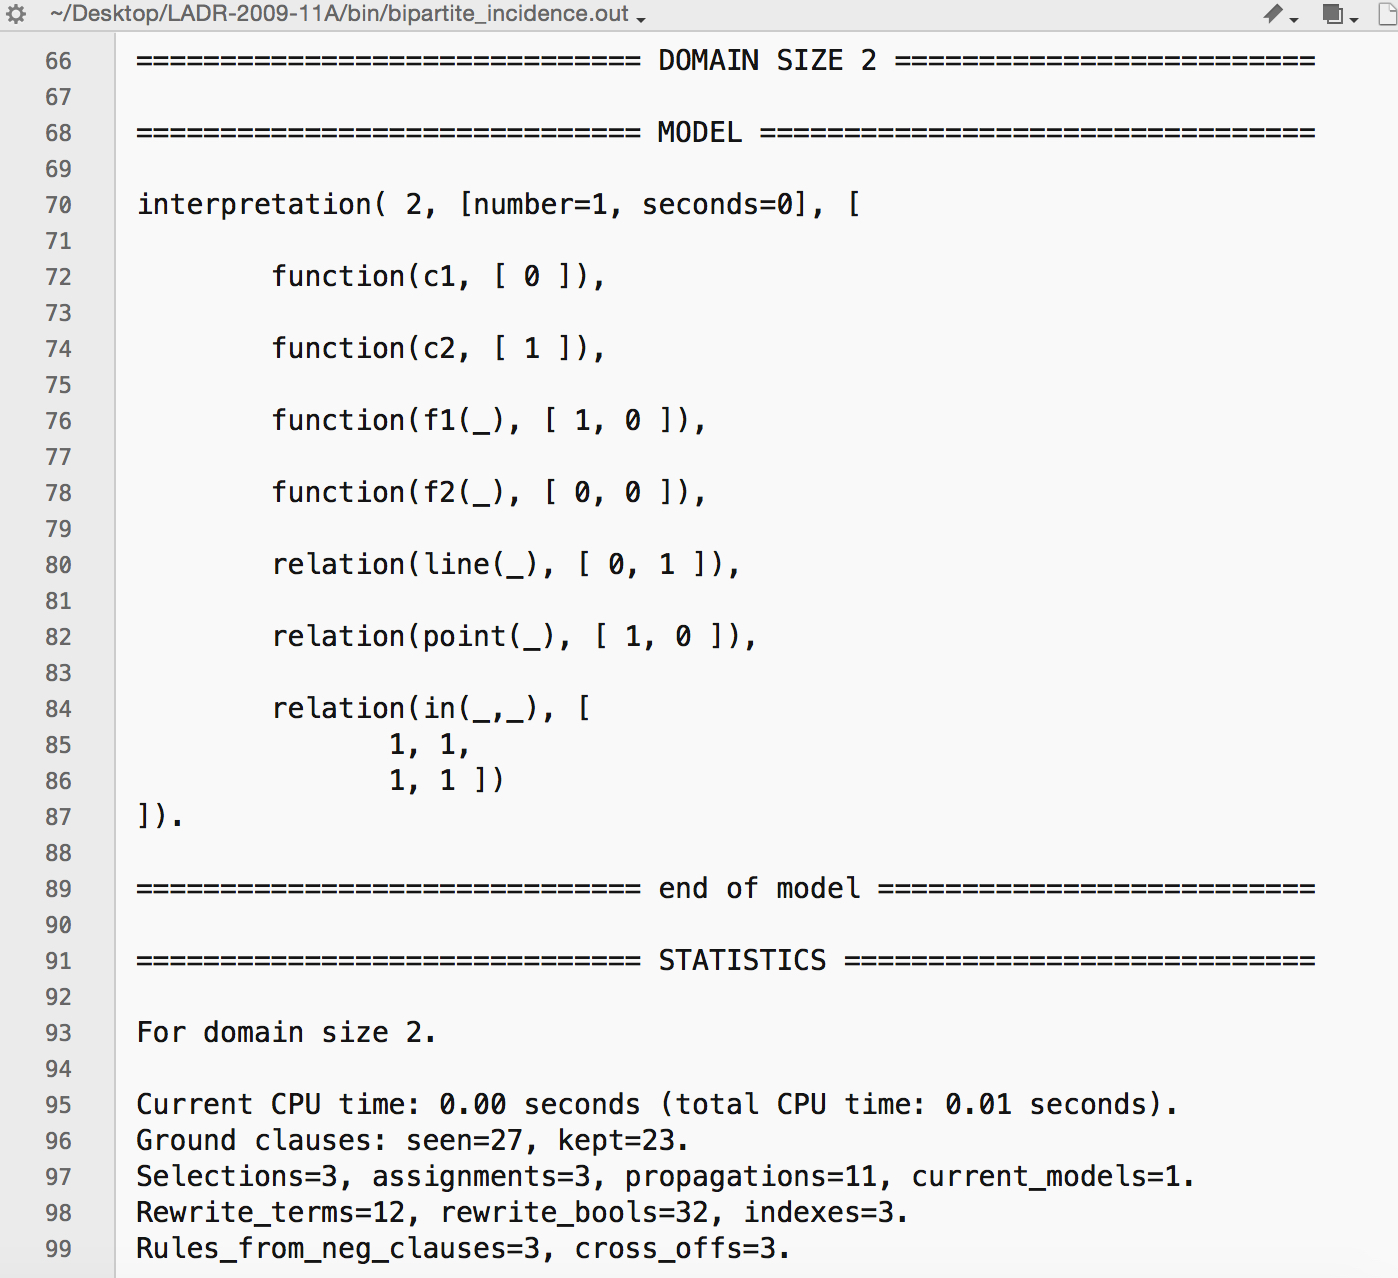 ~/Desktop/LADR-2009-11A/bin/bipartite_incidence.out
66 ============================== DOMAIN SIZE 2 =========================
67
68 ============================== MODEL =================================
69
70 interpretation( 2, [number=1, seconds=0], [
71
72         function(c1, [ 0 ]),
73
74         function(c2, [ 1 ]),
75
76         function(f1(_), [ 1, 0 ]),
77
78         function(f2(_), [ 0, 0 ]),
79
80         relation(line(_), [ 0, 1 ]),
81
82         relation(point(_), [ 1, 0 ]),
83
84         relation(in(_,_), [
85                1, 1,
86                1, 1 ])
87 ]).
88
89 ============================== end of model ==========================
90
91 ============================== STATISTICS ============================
92
93 For domain size 2.
94
95 Current CPU time: 0.00 seconds (total CPU time: 0.01 seconds).
96 Ground clauses: seen=27, kept=23.
97 Selections=3, assignments=3, propagations=11, current_models=1.
98 Rewrite_terms=12, rewrite_bools=32, indexes=3.
99 Rules_from_neg_clauses=3, cross_offs=3.